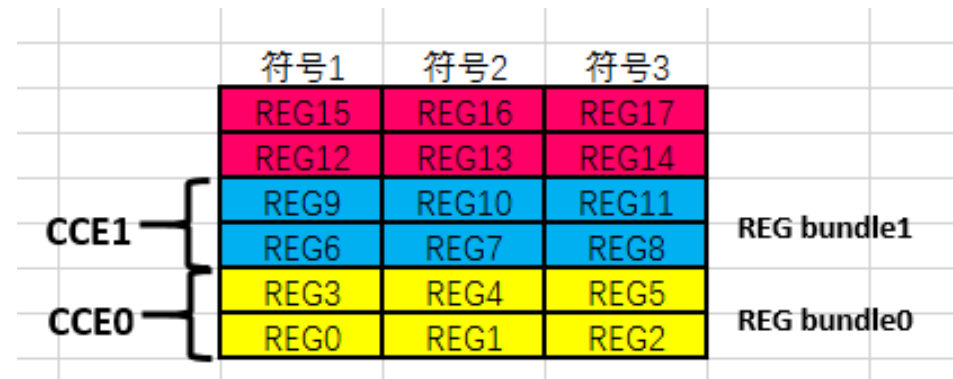 符号1 符号2 符号3
REG15 REG16 REG17
REG12 REG13 REG14
REG9 REG10 REG11
CCE1 REG bundle1
REG6 REG7 REG8
REG3 REG4 REG5
CCE0 REG bundle0
REG0 REG1 REG2